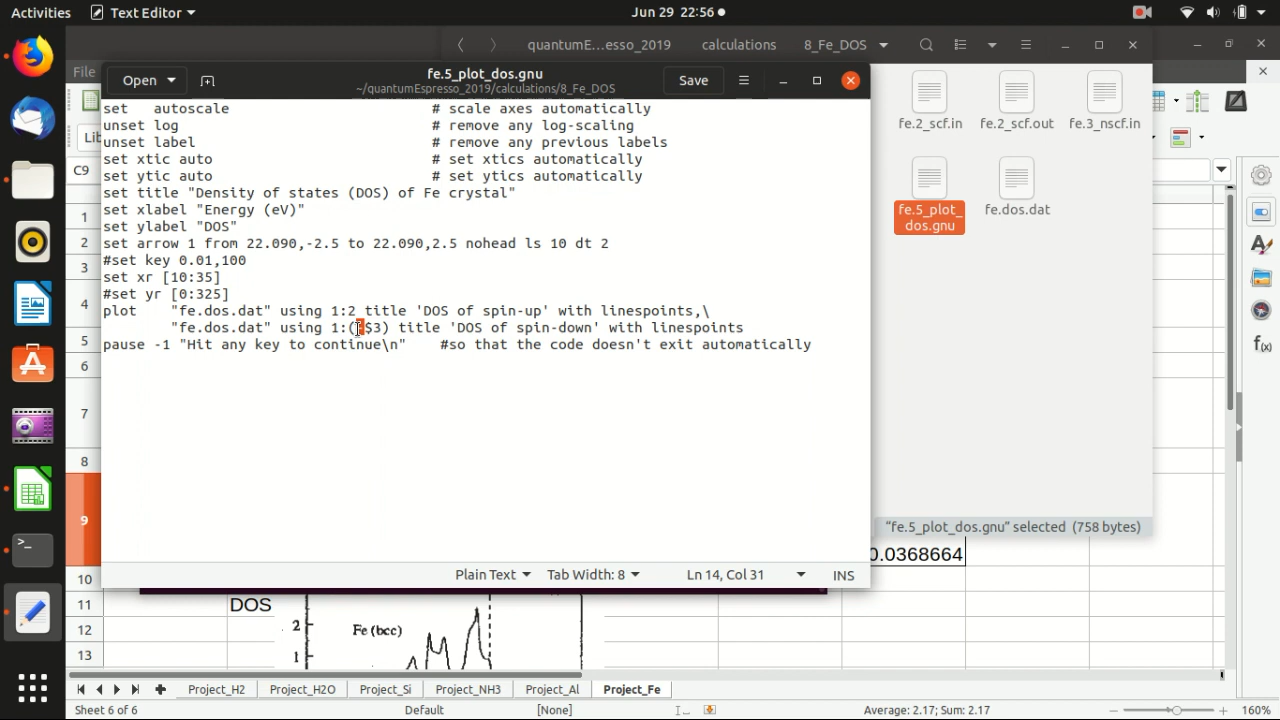 Activities
Text Editor
Jun 29 22:56
quantumE…esso_2019
calculations
8_Fe_DOS
File
Open
fe.5_plot_dos.gnu
~/quantumEspresso_2019/calculations/8_Fe_DOS
Save
set   autoscale                        # scale axes automatically
unset log                              # remove any log-scaling
unset label                            # remove any previous labels
set xtic auto                          # set xtics automatically
set ytic auto                          # set ytics automatically
set title "Density of states (DOS) of Fe crystal"
set xlabel "Energy (eV)"
set ylabel "DOS"
set arrow 1 from 22.090,-2.5 to 22.090,2.5 nohead ls 10 dt 2
#set key 0.01,100
set xr [10:35]
#set yr [0:325]
plot    "fe.dos.dat" using 1:2 title 'DOS of spin-up' with linespoints,\
"fe.dos.dat" using 1:(-$3) title 'DOS of spin-down' with linespoints
pause -1 "Hit any key to continue\n"    #so that the code doesn't exit automatically
Plain Text
Tab Width: 8
Ln 14, Col 31
INS
fe.2_scf.in
fe.2_scf.out
fe.3_nscf.in
fe.5_plot_
dos.gnu
fe.dos.dat
"fe.5_plot_dos.gnu" selected (758 bytes)
Lib
C9
1
2
3
4
5
6
7
8
9
10
11
12
13
0.0368664
DOS
2
Fe (bcc)
1
f(x)
Project_H2
Project_H2O
Project_Si
Project_NH3
Project_Al
Project_Fe
Sheet 6 of 6
Default
[None]
Average: 2.17; Sum: 2.17
160%